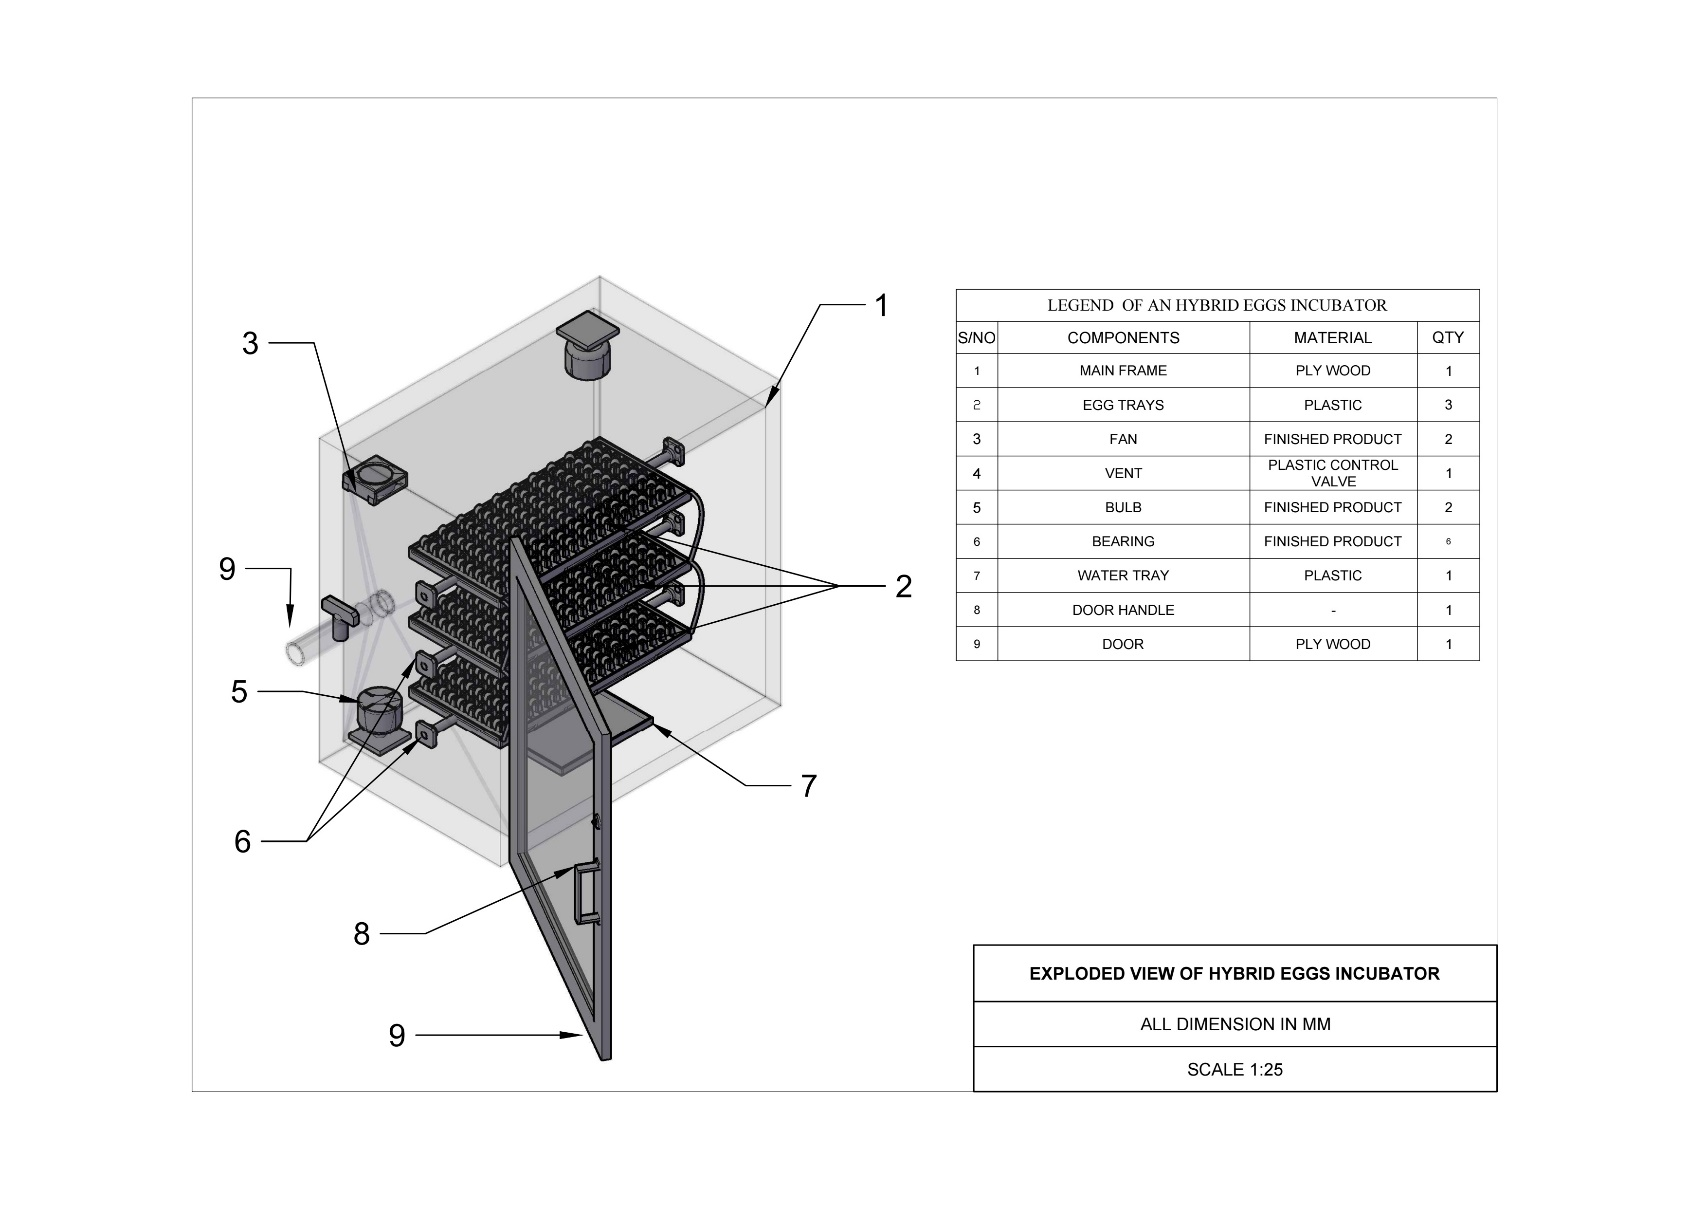 1
3
9
2
5
7
6
8
9
LEGEND OF AN HYBRID EGGS INCUBATOR
S/NO COMPONENTS MATERIAL QTY
1 MAIN FRAME PLY WOOD 1
2 EGG TRAYS PLASTIC 3
3 FAN FINISHED PRODUCT 2
4 VENT PLASTIC CONTROL VALVE 1
5 BULB FINISHED PRODUCT 2
6 BEARING FINISHED PRODUCT 6
7 WATER TRAY PLASTIC 1
8 DOOR HANDLE - 1
9 DOOR PLY WOOD 1
EXPLODED VIEW OF HYBRID EGGS INCUBATOR
ALL DIMENSION IN MM
SCALE 1:25